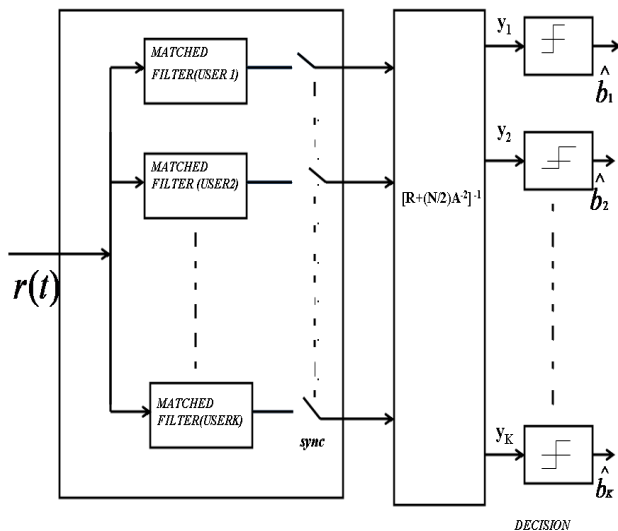 MATCHED
FILTER(USER 1)
y1
b̂1
MATCHED
FILTER (USER2
y2
b̂2
[R+(N/2)A-2]-1
r(t)
MATCHED
FILTER(USERK)
sync
yK
b̂K
DECISION